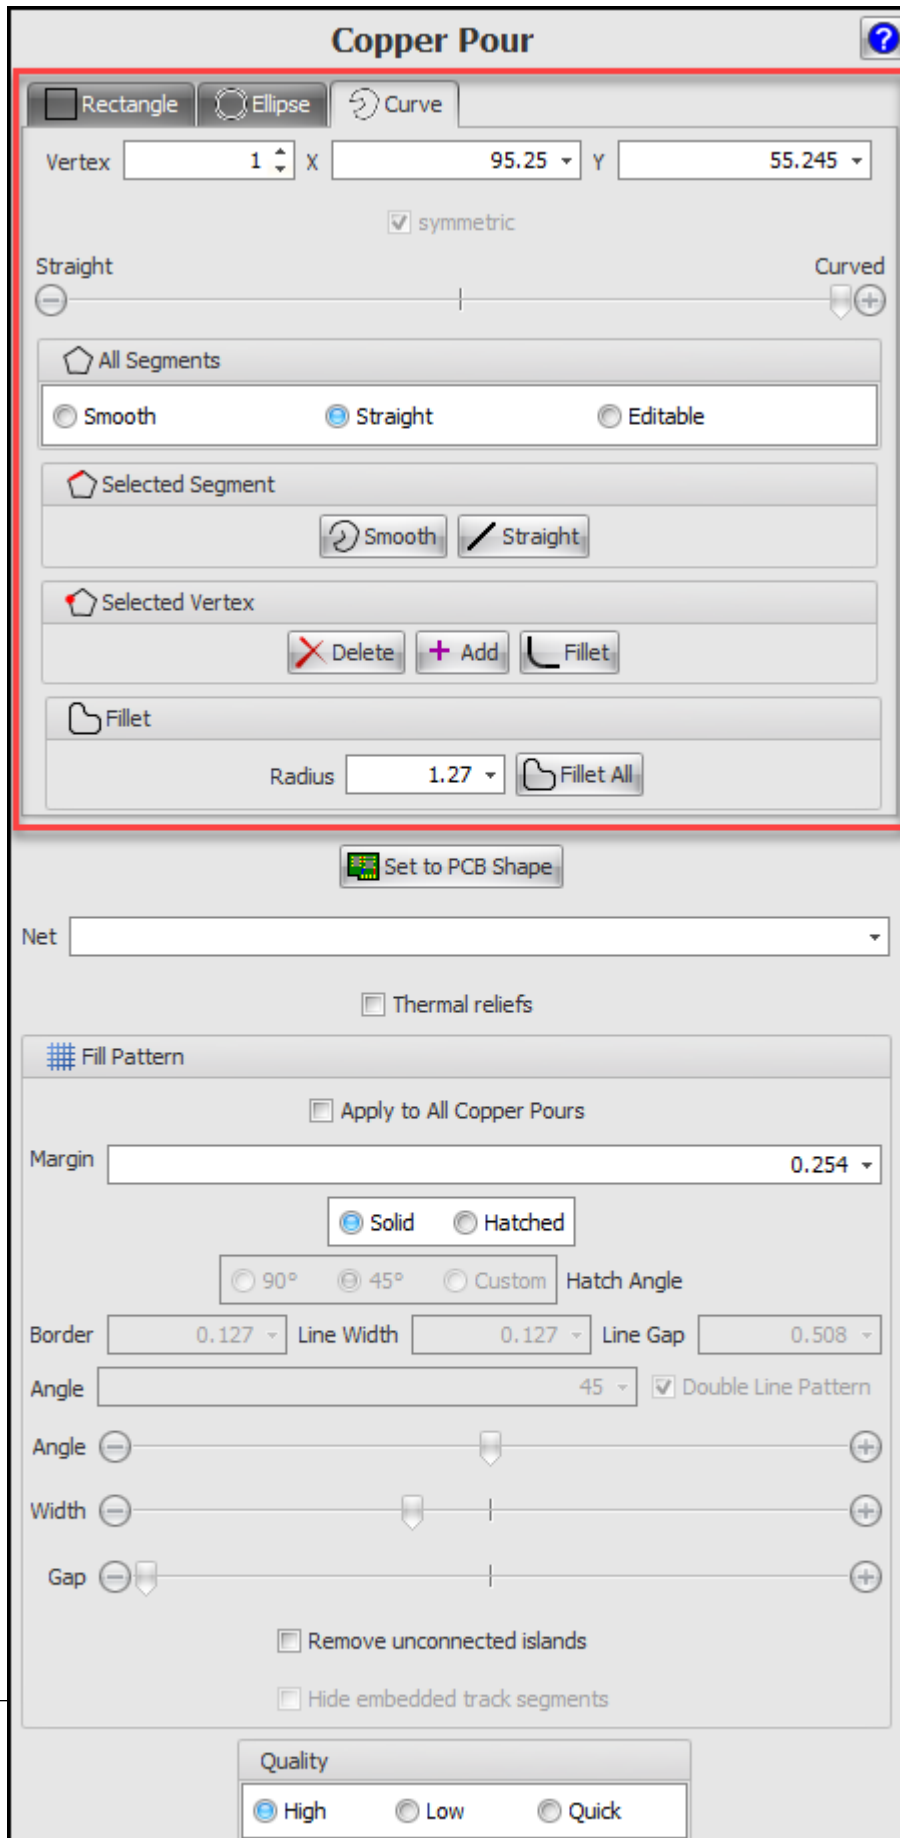 Copper Pour ?
Rectangle Ellipse Curve
Vertex 1 X 95.25 Y 55.245
symmetric
Straight Curved
All Segments
Smooth Straight Editable
Selected Segment
Smooth Straight
Selected Vertex
Delete Add Fillet
Fillet
Radius 1.27 Fillet All
Set to PCB Shape
Net
Thermal reliefs
Fill Pattern
Apply to All Copper Pours
Margin 0.254
Solid Hatched
90° 45° Custom Hatch Angle
Border 0.127 Line Width 0.127 Line Gap 0.508
Angle 45 Double Line Pattern
Angle
Width
Gap
Remove unconnected islands
Hide embedded track segments
Quality
High Low Quick